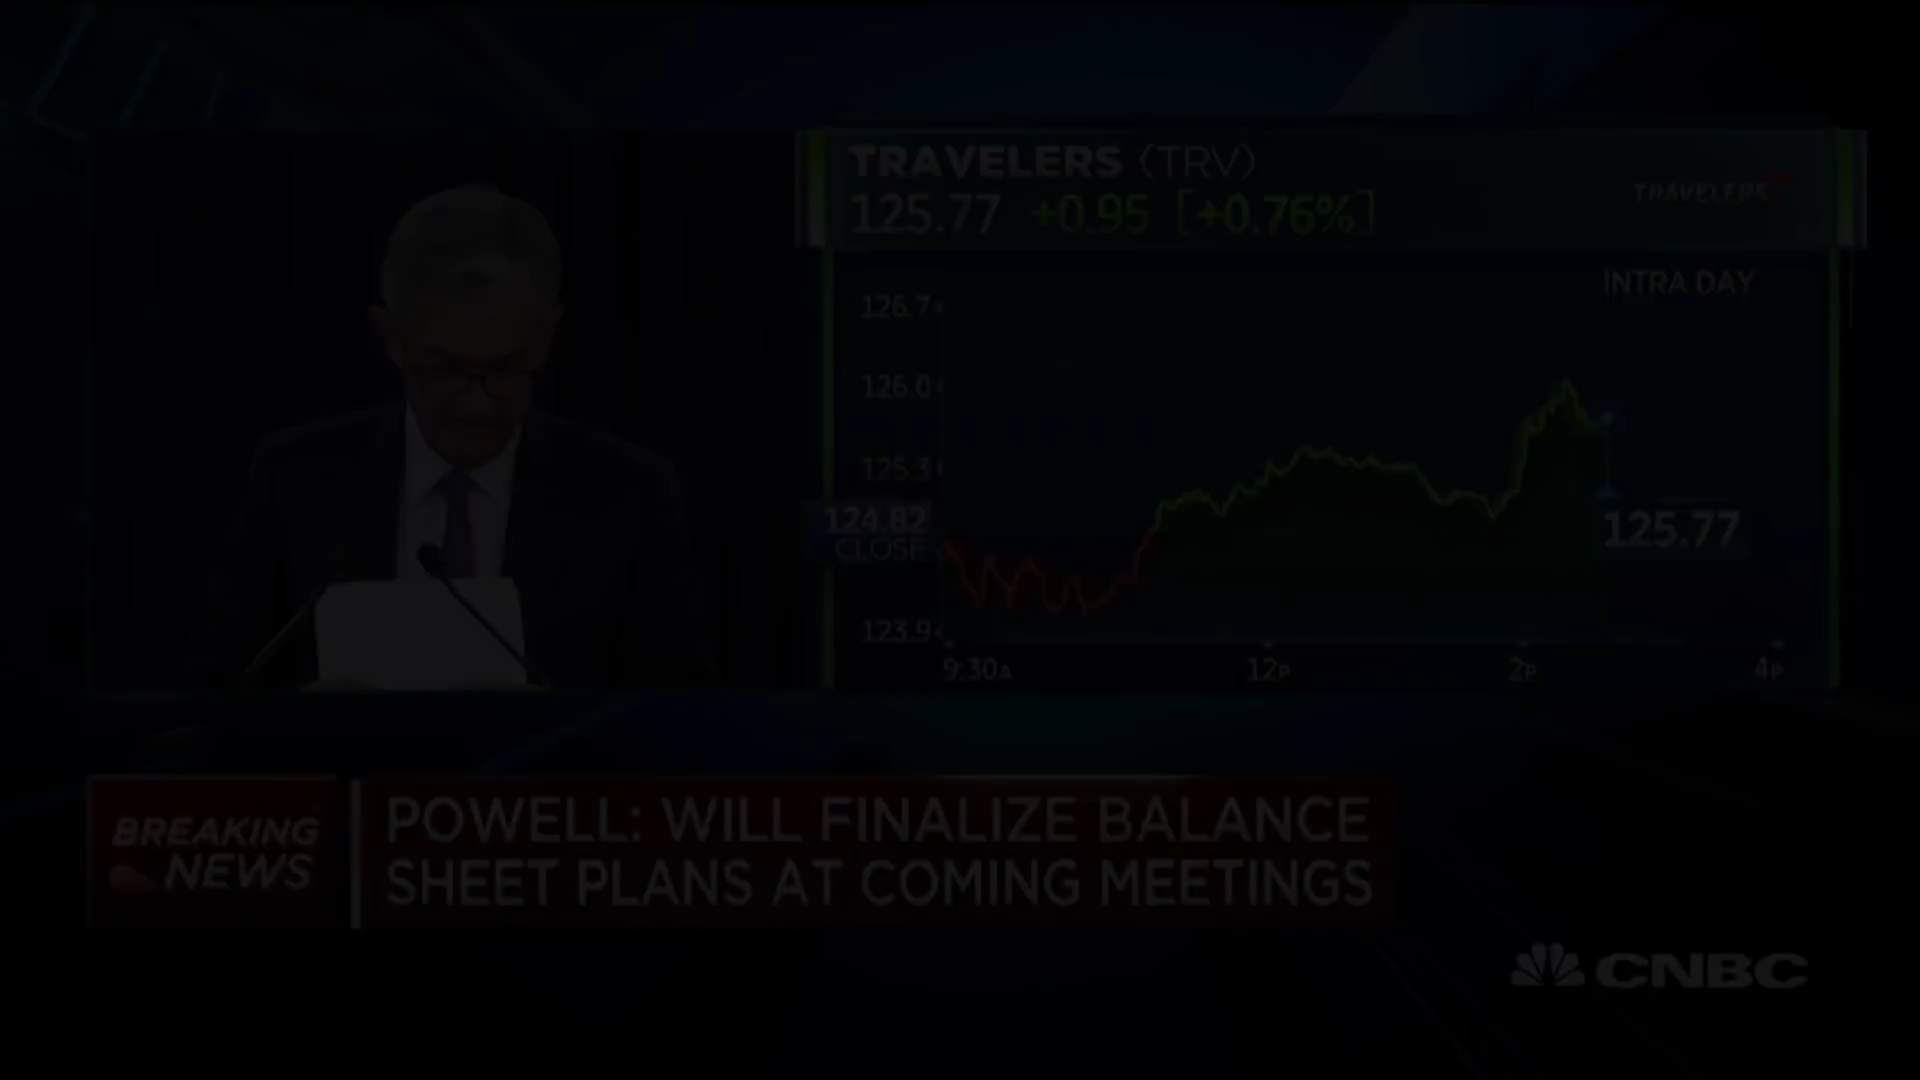 TRAVELERS (TRV)
125.77 +0.95 [+0.76%]
TRAVELERS
INTRA DAY
126.7
126.0
125.3
124.82
CLOSE
125.77
123.9
9:30A 12P 2P 4P
BREAKING
NEWS
POWELL: WILL FINALIZE BALANCE
SHEET PLANS AT COMING MEETINGS
CNBC